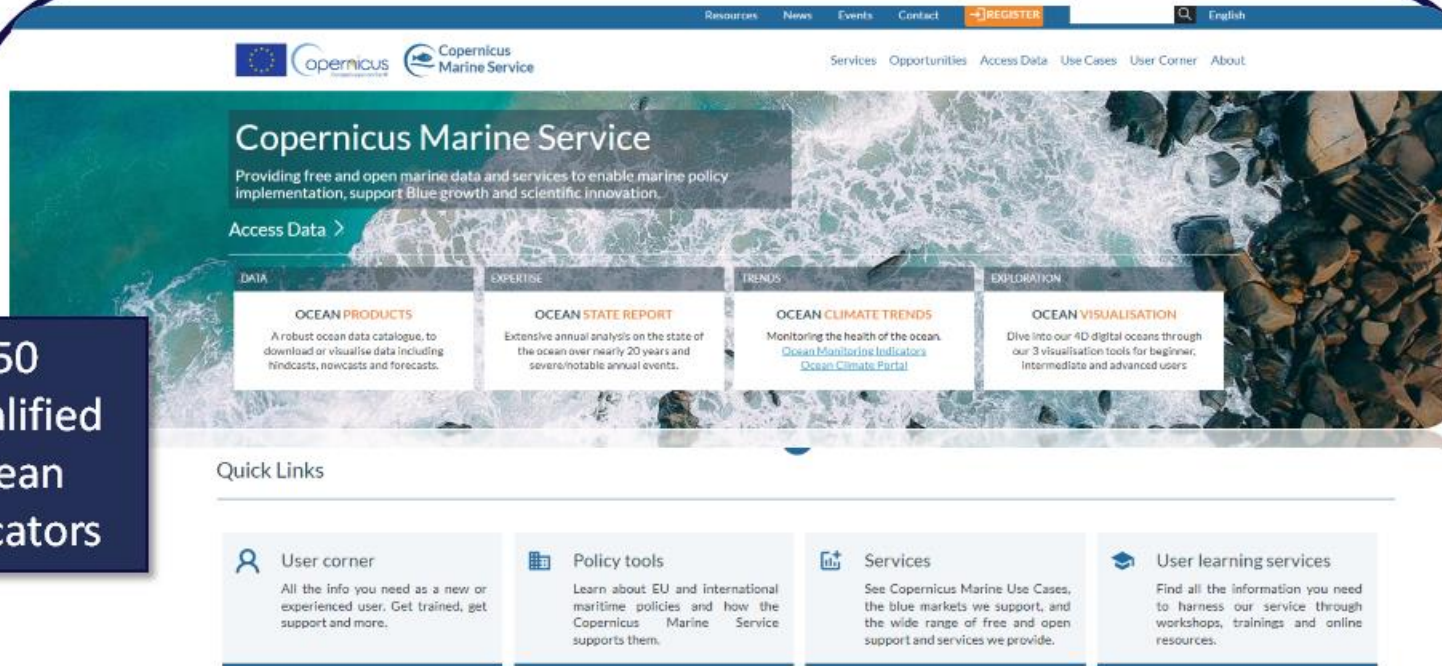 Resources News Events Contact REGISTER English
Copernicus
Copernicus
Marine Service
Services Opportunities Access Data Use Cases User Corner About
Copernicus Marine Service
Providing free and open marine data and services to enable marine policy
implementation, support Blue growth and scientific innovation.
Access Data >
DATA EXPERTISE TRENDS EXPLORATION
OCEAN PRODUCTS
A robust ocean data catalogue, to
download or visualise data including
hindcasts, nowcasts and forecasts.
OCEAN STATE REPORT
Extensive annual analysis on the state of
the ocean over nearly 20 years and
severe/notable annual events.
OCEAN CLIMATE TRENDS
Monitoring the health of the ocean.
Ocean Monitoring Indicators
Ocean Climate Portal
OCEAN VISUALISATION
Dive into our 4D digital oceans through
our 3 visualisation tools for beginner,
intermediate and advanced users
50
alified
ean
cators
Quick Links
User corner
All the info you need as a new or
experienced user. Get trained, get
support and more.
Policy tools
Learn about EU and international
maritime policies and how the
Copernicus Marine Service
supports them.
Services
See Copernicus Marine Use Cases,
the blue markets we support, and
the wide range of free and open
support and services we provide.
User learning services
Find all the information you need
to harness our service through
workshops, trainings and online
resources.